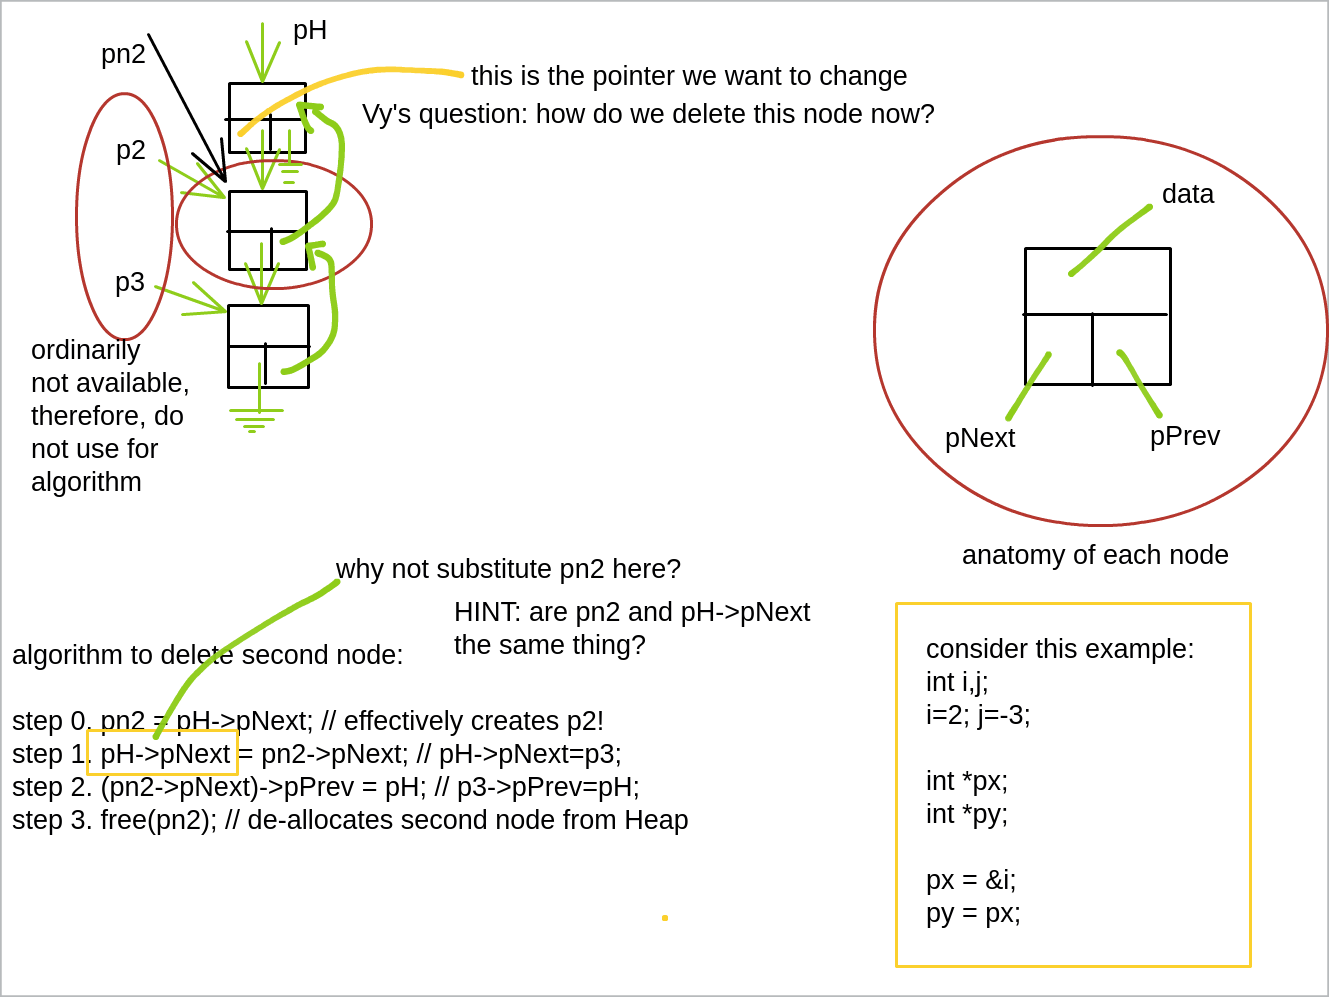 pH
pn2
this is the pointer we want to change
Vy's question: how do we delete this node now?
p2
p3
ordinarily
not available,
therefore, do
not use for
algorithm
data
pNext
pPrev
anatomy of each node
why not substitute pn2 here?
HINT: are pn2 and pH->pNext
the same thing?
algorithm to delete second node:
step 0. pn2 = pH->pNext; // effectively creates p2!
step 1. pH->pNext = pn2->pNext; // pH->pNext=p3;
step 2. (pn2->pNext)->pPrev = pH; // p3->pPrev=pH;
step 3. free(pn2); // de-allocates second node from Heap
consider this example:
int i,j;
i=2; j=-3;
int *px;
int *py;
px = &i;
py = px;